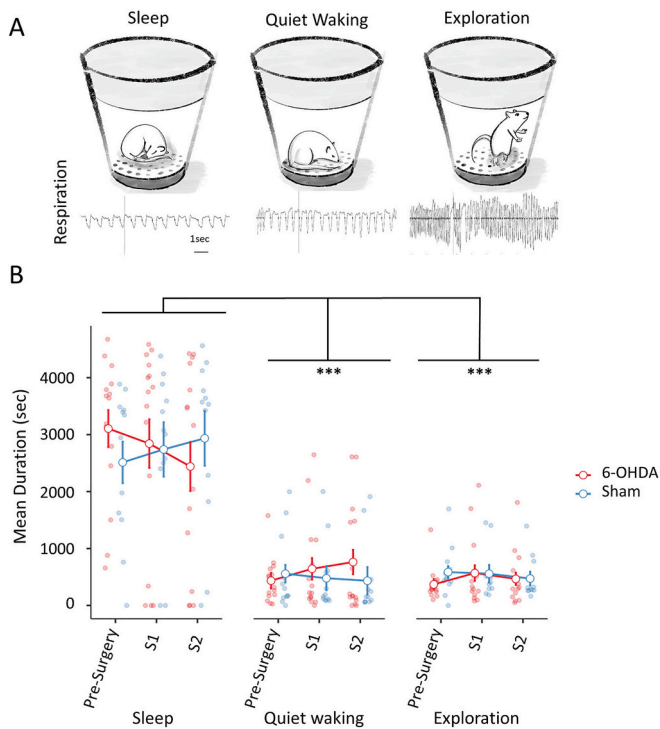 A
Sleep
Quiet Waking
Exploration
Respiration
1sec
B
***
***
Mean Duration (sec)
4000
3000
2000
1000
0
6-OHDA
Sham
Pre-Surgery
S1
S2
Pre-Surgery
S1
S2
Pre-Surgery
S1
S2
Sleep
Quiet waking
Exploration